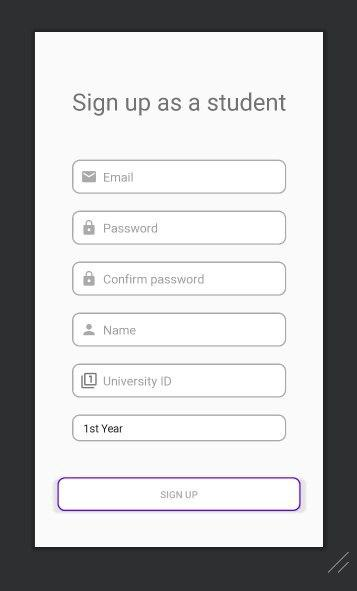 Sign up as a student
Email
Password
Confirm password
Name
University ID
1st Year
SIGN UP